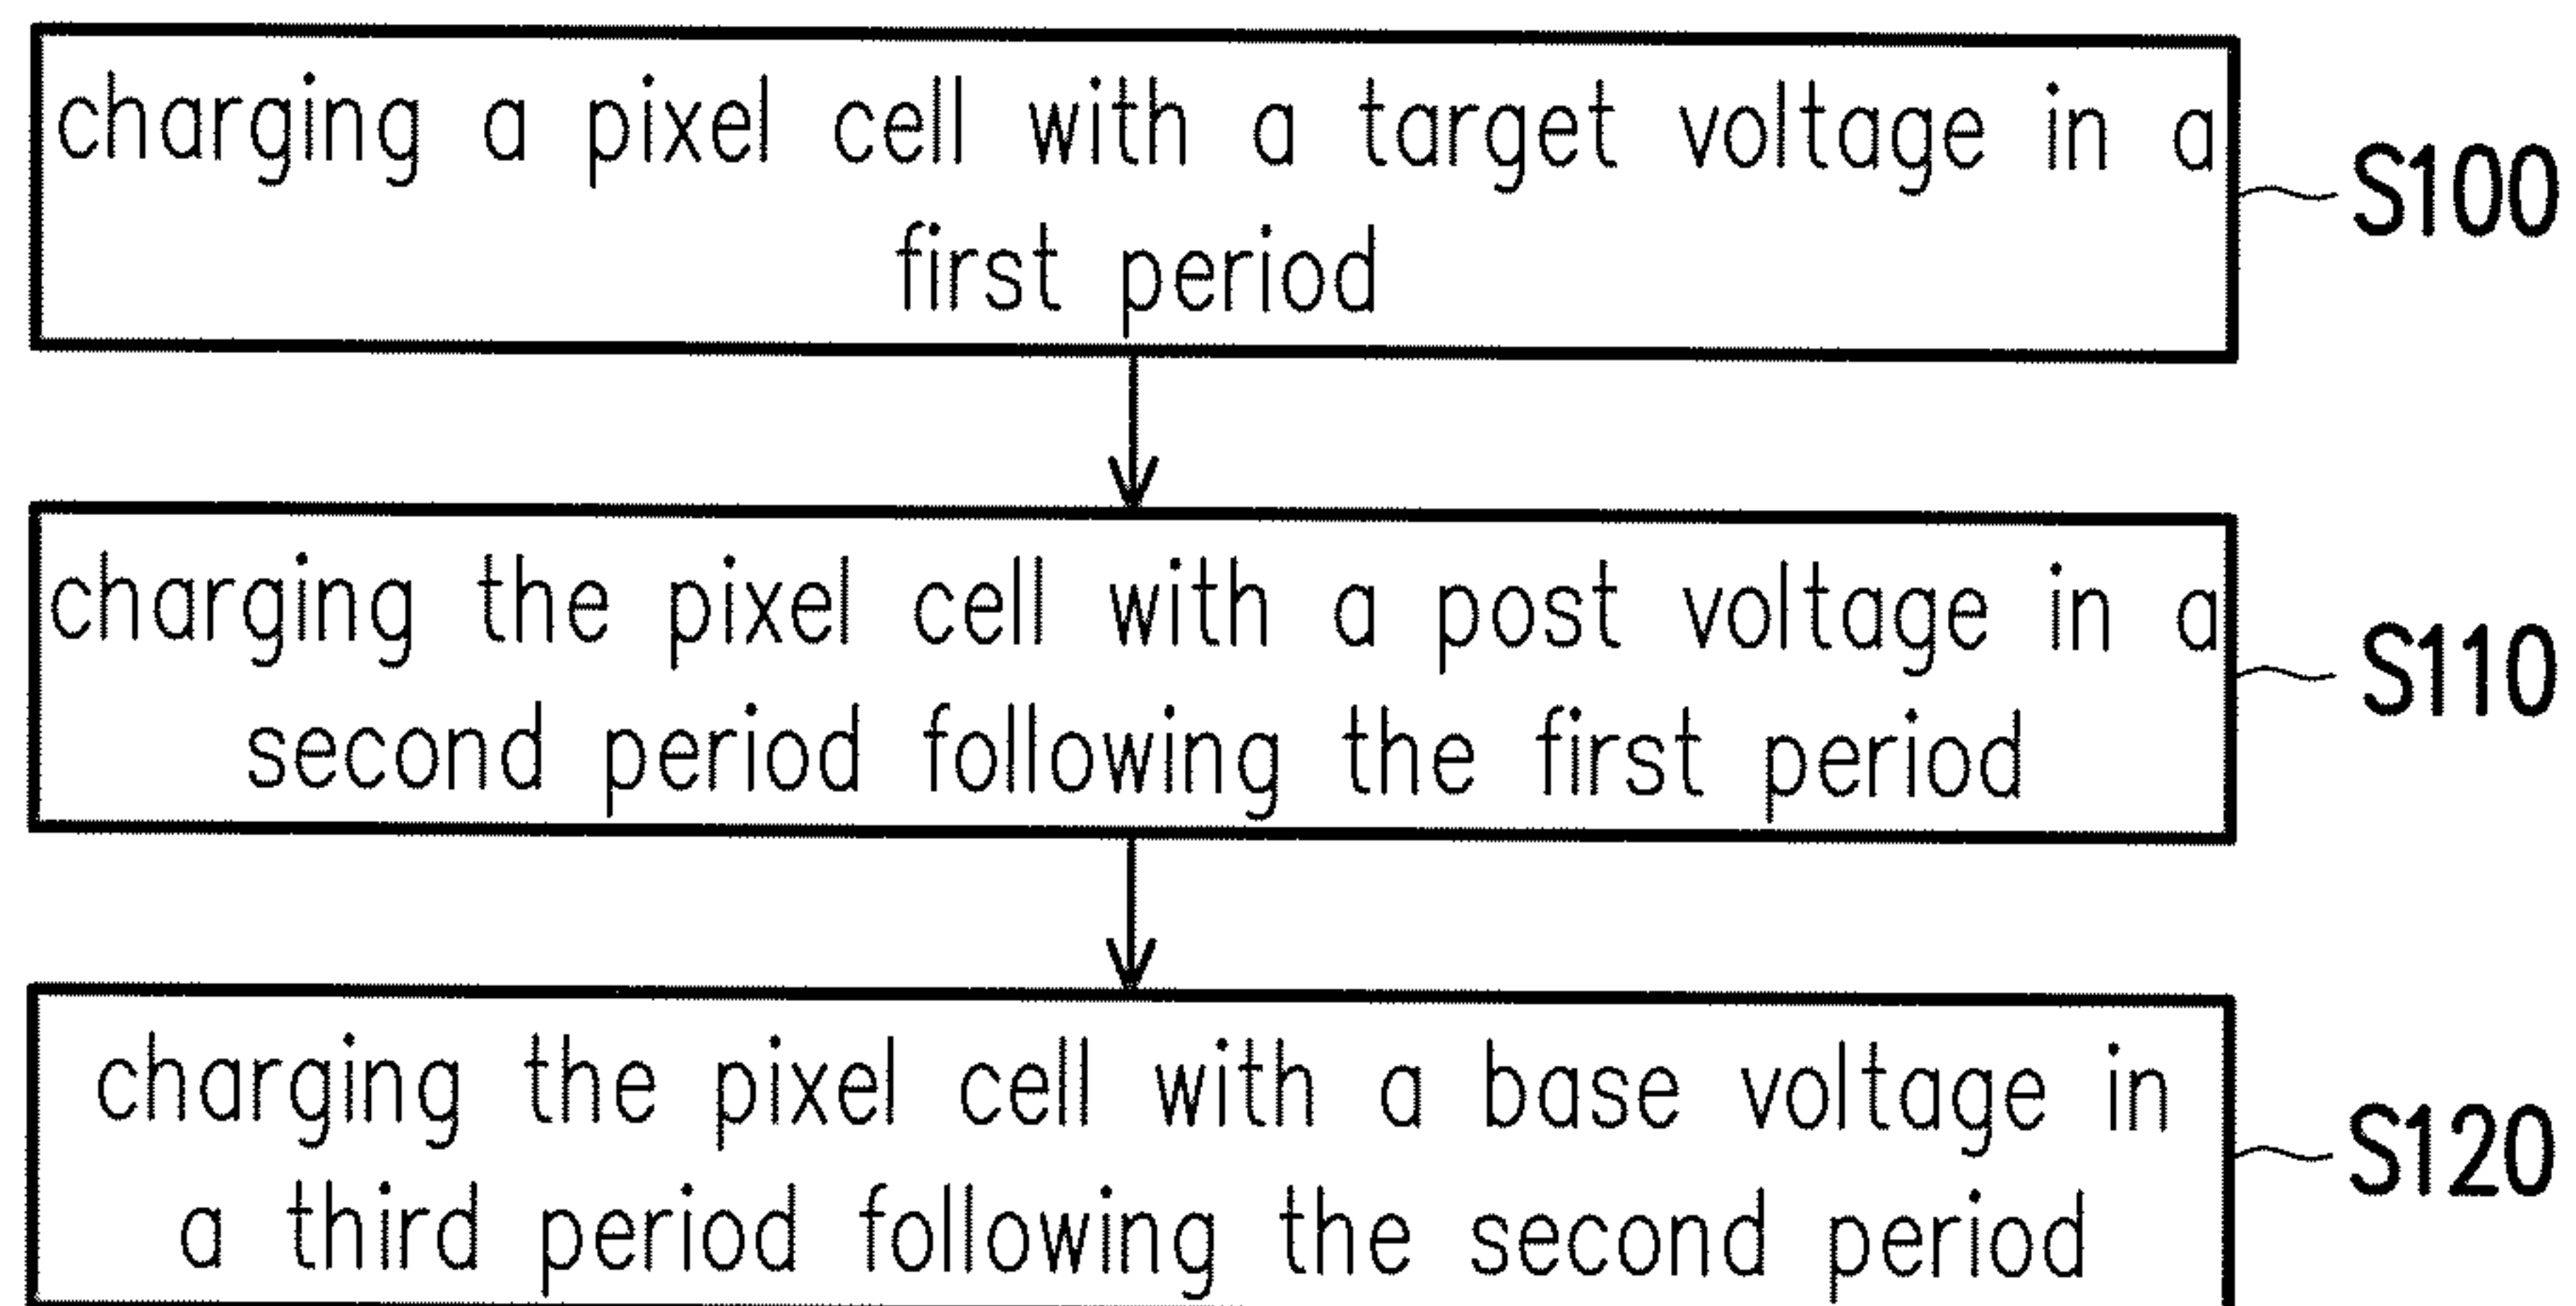 charging a pixel cell with a target voltage in a
first period
S100
charging the pixel cell with a post voltage in a
second period following the first period
S110
charging the pixel cell with a base voltage in
a third period following the second period
S120